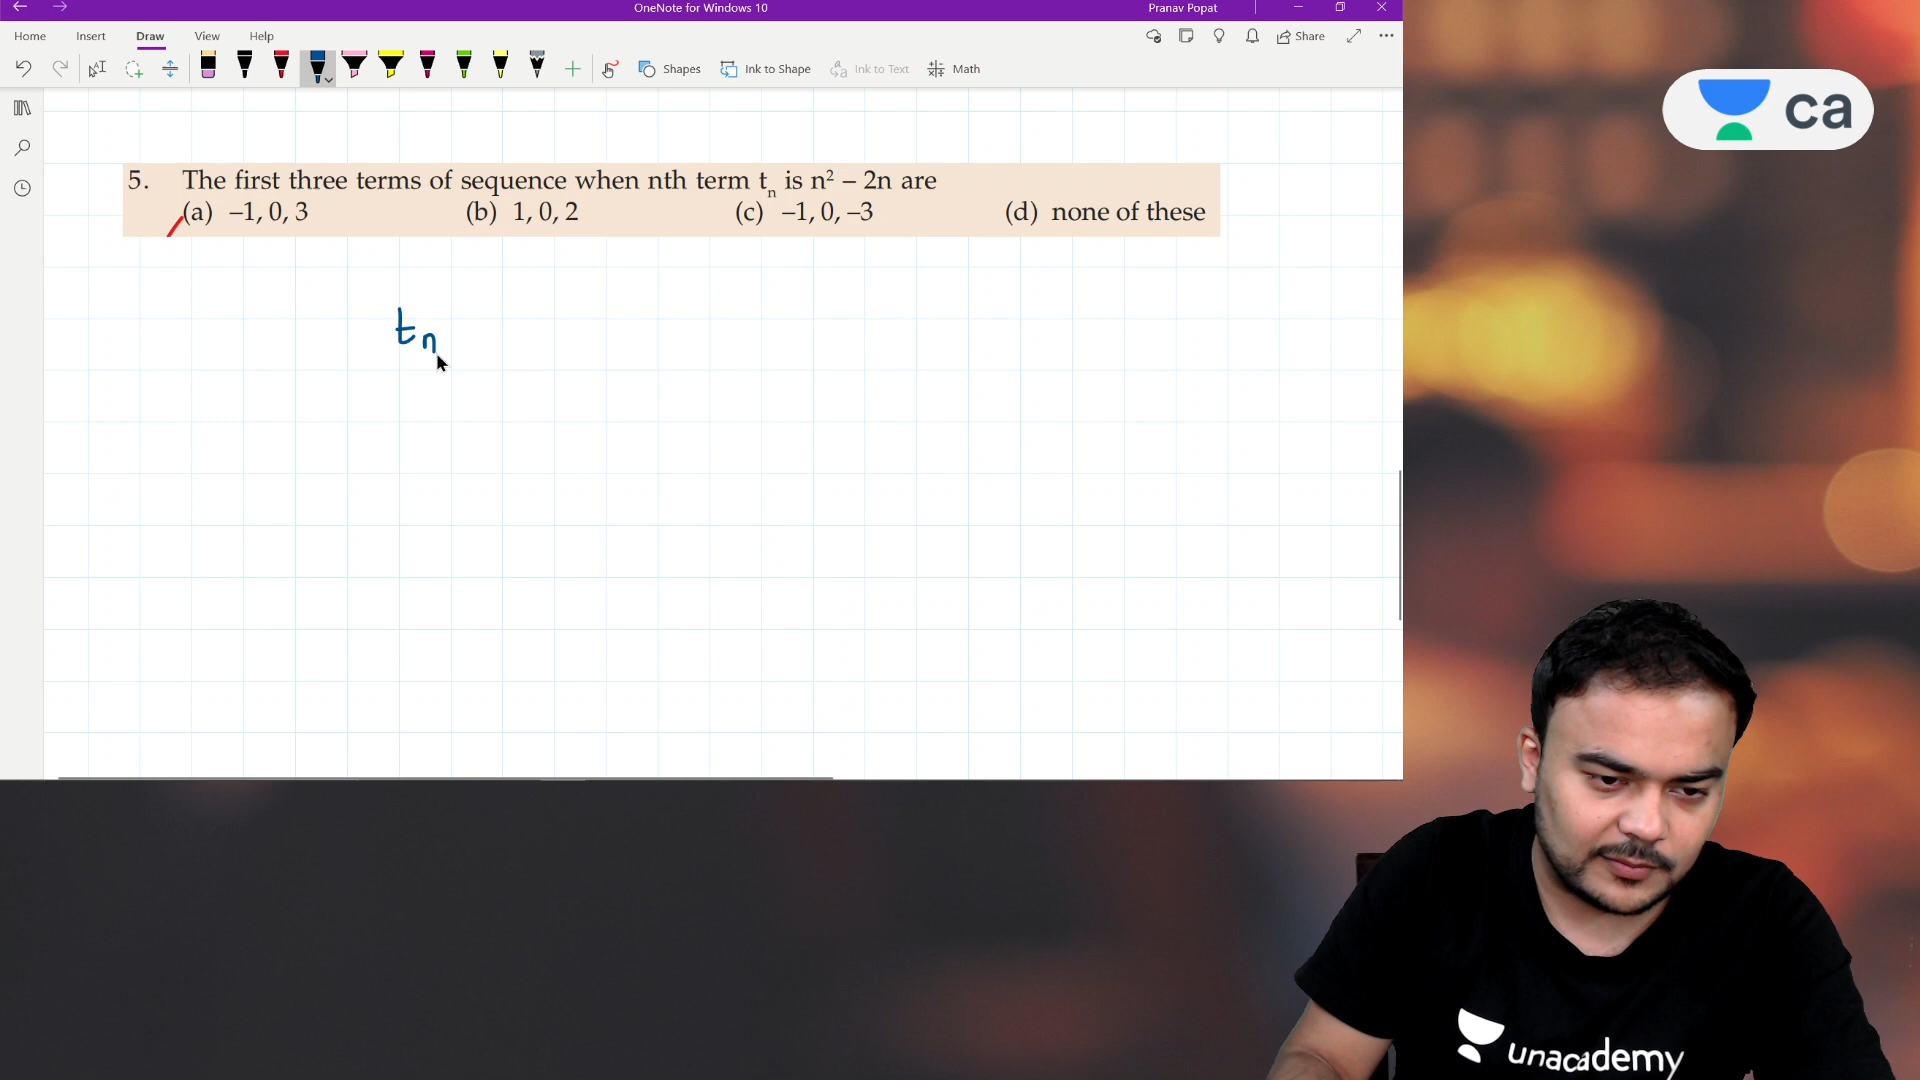 OneNote for Windows 10
Pranav Popat
Home Insert Draw View Help
Share
Shapes Ink to Shape Ink to Text Math
ca
5. The first three terms of sequence when nth term tn is n² – 2n are
(a) –1, 0, 3 (b) 1, 0, 2 (c) –1, 0, –3 (d) none of these
tn
unacademy